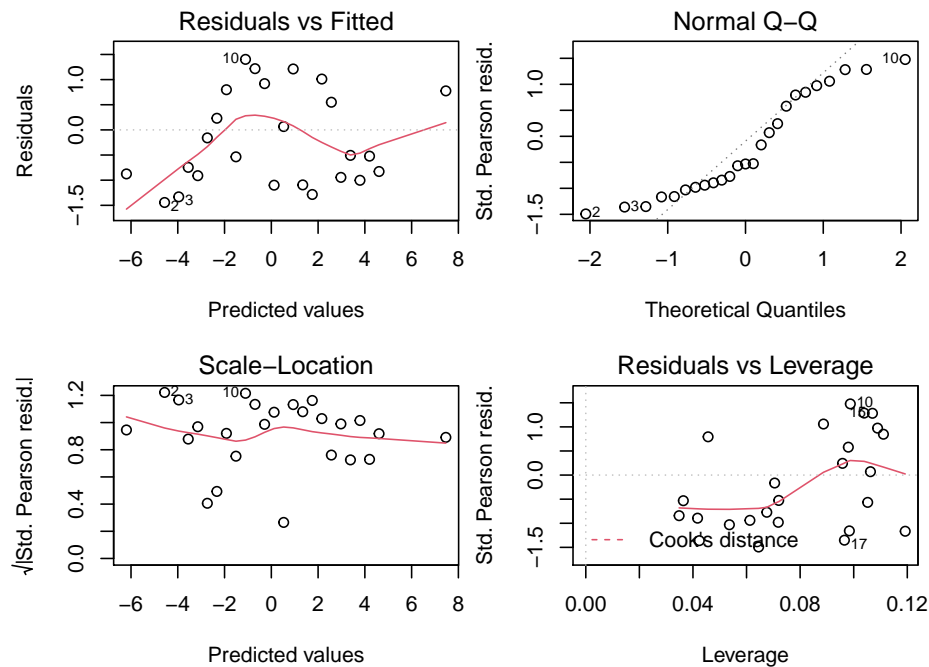 Residuals vs Fitted
Residuals
1.0
0.0
−1.5
10
2
3
−6 −4 −2 0 2 4 6 8
Predicted values
Normal Q−Q
Std. Pearson resid.
1.0
0.0
−1.5
10
3
2
−2 −1 0 1 2
Theoretical Quantiles
Scale−Location
√|Std. Pearson resid.|
1.2
0.8
0.4
0.0
2
3
10
−6 −4 −2 0 2 4 6 8
Predicted values
Residuals vs Leverage
Std. Pearson resid.
1.0
0.0
−1.5
10
17
Cook's distance
0.00 0.04 0.08 0.12
Leverage